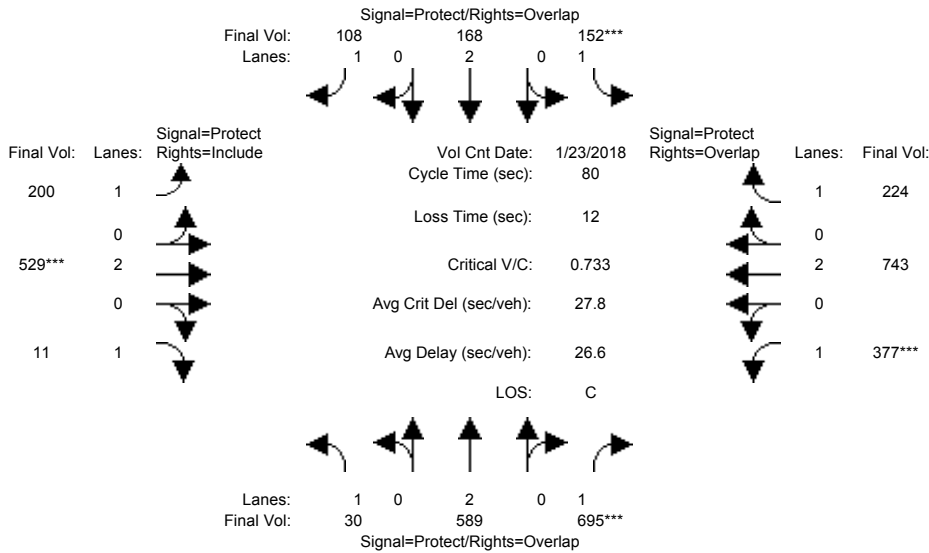 Signal=Protect/Rights=Overlap
Final Vol: 108 168 152***
Lanes: 1 0 2 0 1
Signal=Protect
Final Vol: Lanes: Rights=Include
Vol Cnt Date: 1/23/2018
Signal=Protect
Rights=Overlap Lanes: Final Vol:
Cycle Time (sec): 80
200 1
1 224
Loss Time (sec): 12
0
0
529*** 2
Critical V/C: 0.733
2 743
0
Avg Crit Del (sec/veh): 27.8
0
11 1
Avg Delay (sec/veh): 26.6
1 377***
LOS: C
Lanes: 1 0 2 0 1
Final Vol: 30 589 695***
Signal=Protect/Rights=Overlap